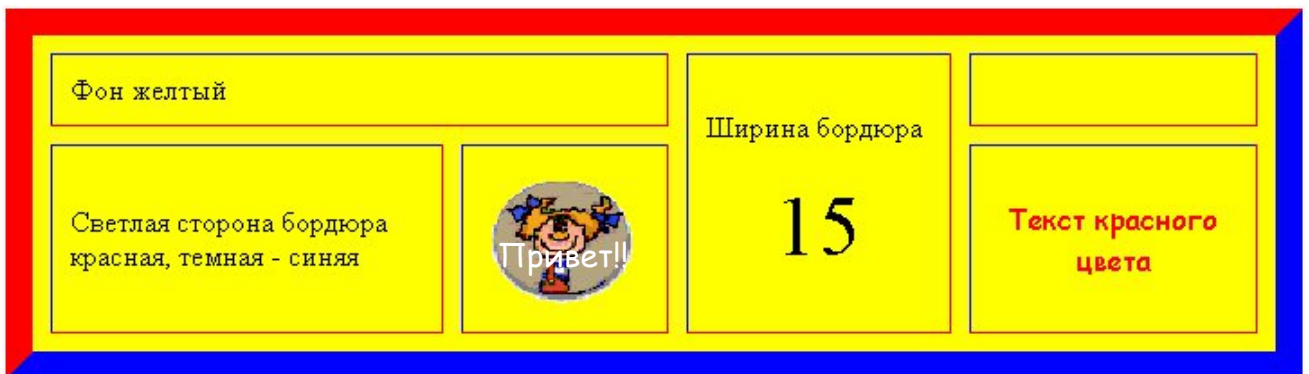 Фон желтый
Ширина бордюра
15
Светлая сторона бордюра
красная, темная - синяя
Привет!!
Текст красного
цвета